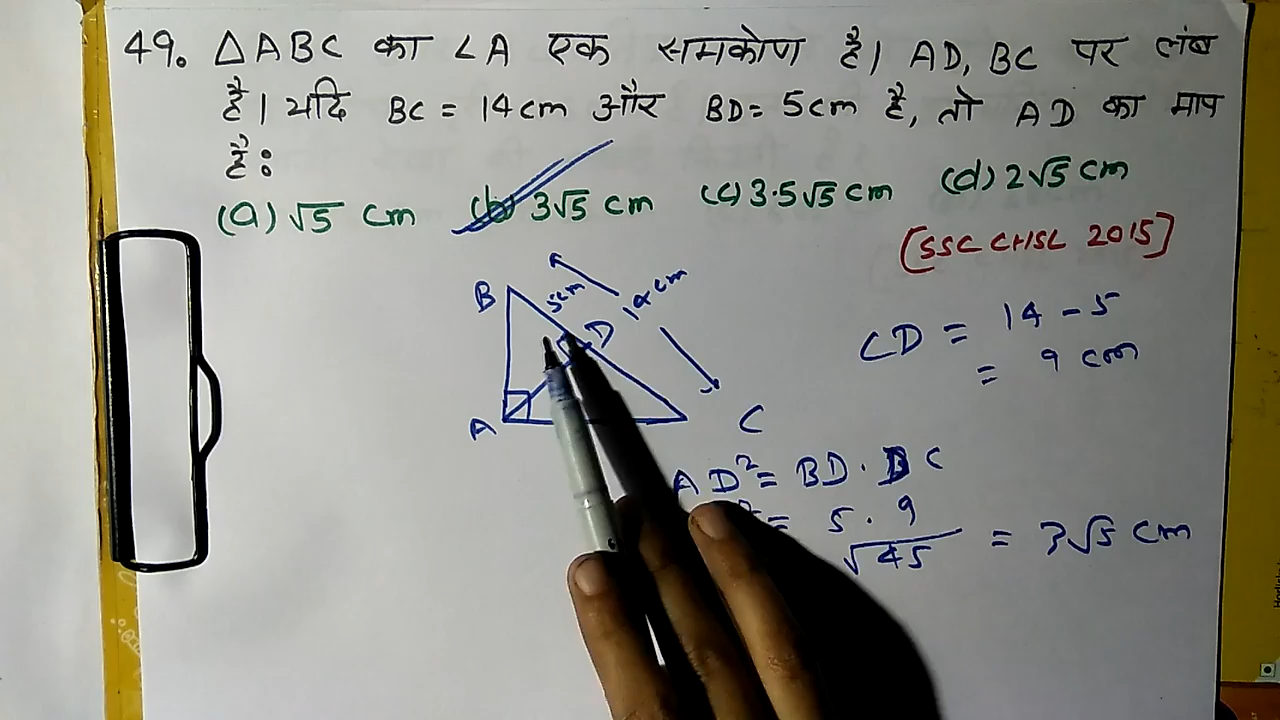 49. △ABC का ∠A एक समकोण है। AD, BC पर लंब
है। यदि BC = 14cm और BD = 5cm है, तो AD का माप
है:
(a) √5 cm (b) 3√5 cm (c) 3.5√5 cm (d) 2√5 cm
[SSC CHSL 2015]
B 5cm 14cm
D
A C
CD = 14 - 5
= 9 cm
AD² = BD . DC
² = 5 . 9
√45 = 3√5 cm